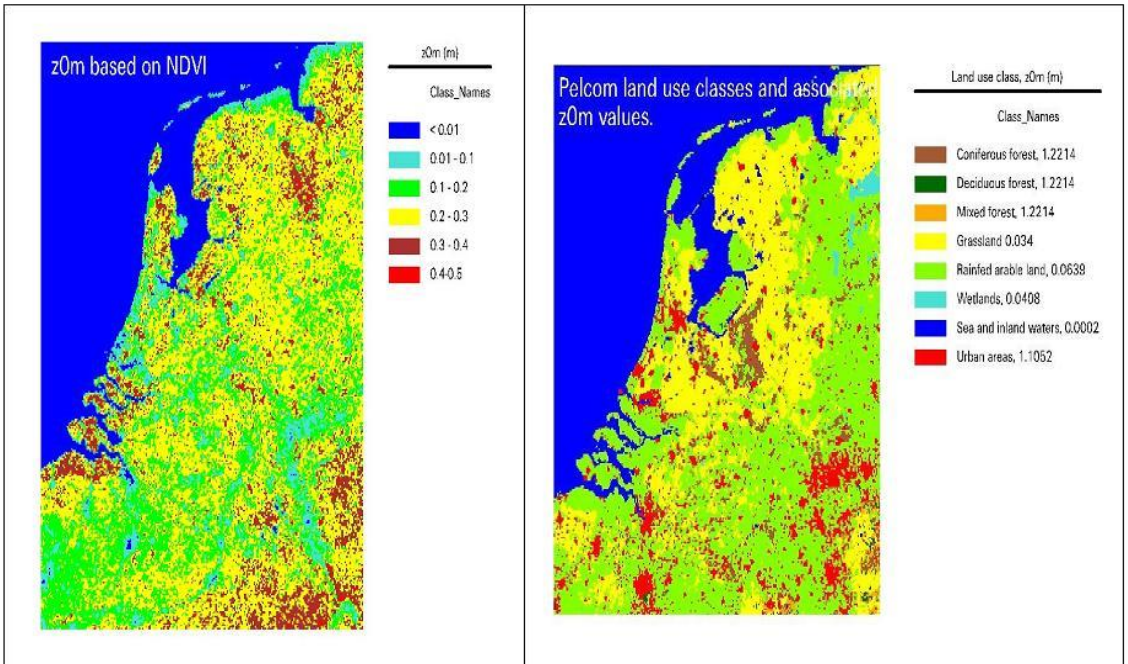 z0m based on NDVI
z0m (m)
Class_Names
< 0.01
0.01 - 0.1
0.1 - 0.2
0.2 - 0.3
0.3 - 0.4
0.4-0.5
Pelcom land use classes and associated
z0m values.
Land use class, z0m (m)
Class_Names
Coniferous forest, 1.2214
Deciduous forest, 1.2214
Mixed forest, 1.2214
Grassland 0.034
Rainfed arable land, 0.0639
Wetlands, 0.0408
Sea and inland waters, 0.0002
Urban areas, 1.1052